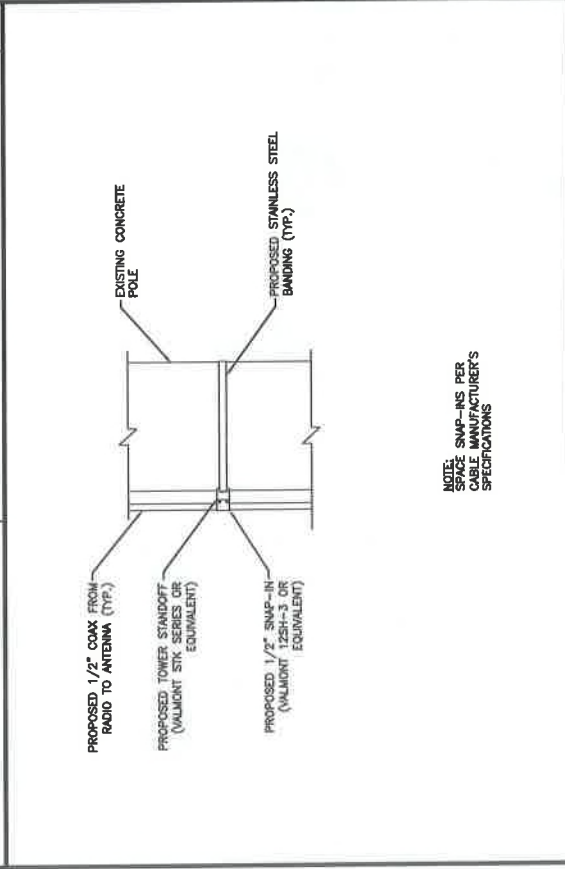 PROPOSED 1/2" COAX FROM
RADIO TO ANTENNA (TYP.)
PROPOSED TOWER STANDOFF
(VALMONT STK SERIES OR
EQUIVALENT)
PROPOSED 1/2" SNAP-IN
(VALMONT 12SH-3 OR
EQUIVALENT)
EXISTING CONCRETE
POLE
PROPOSED STAINLESS STEEL
BANDING (TYP.)
NOTE:
SPACE SNAP-INS PER
CABLE MANUFACTURER'S
SPECIFICATIONS